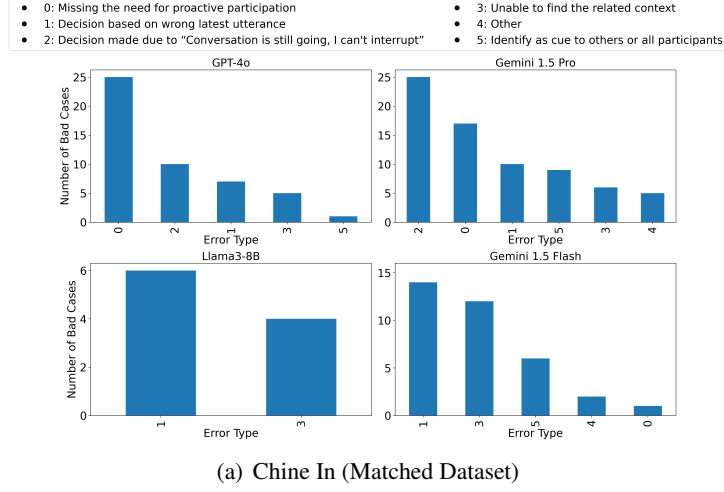 ● 0: Missing the need for proactive participation
● 1: Decision based on wrong latest utterance
● 2: Decision made due to “Conversation is still going, I can't interrupt”
● 3: Unable to find the related context
● 4: Other
● 5: Identify as cue to others or all participants
GPT-4o
Number of Bad Cases
25
20
15
10
5
0
0 2 1 3 5
Error Type
Gemini 1.5 Pro
25
20
15
10
5
0
2 0 1 5 3 4
Error Type
Llama3-8B
Number of Bad Cases
6
4
2
0
1 3
Error Type
Gemini 1.5 Flash
15
10
5
0
1 3 5 4 0
Error Type
(a) Chine In (Matched Dataset)